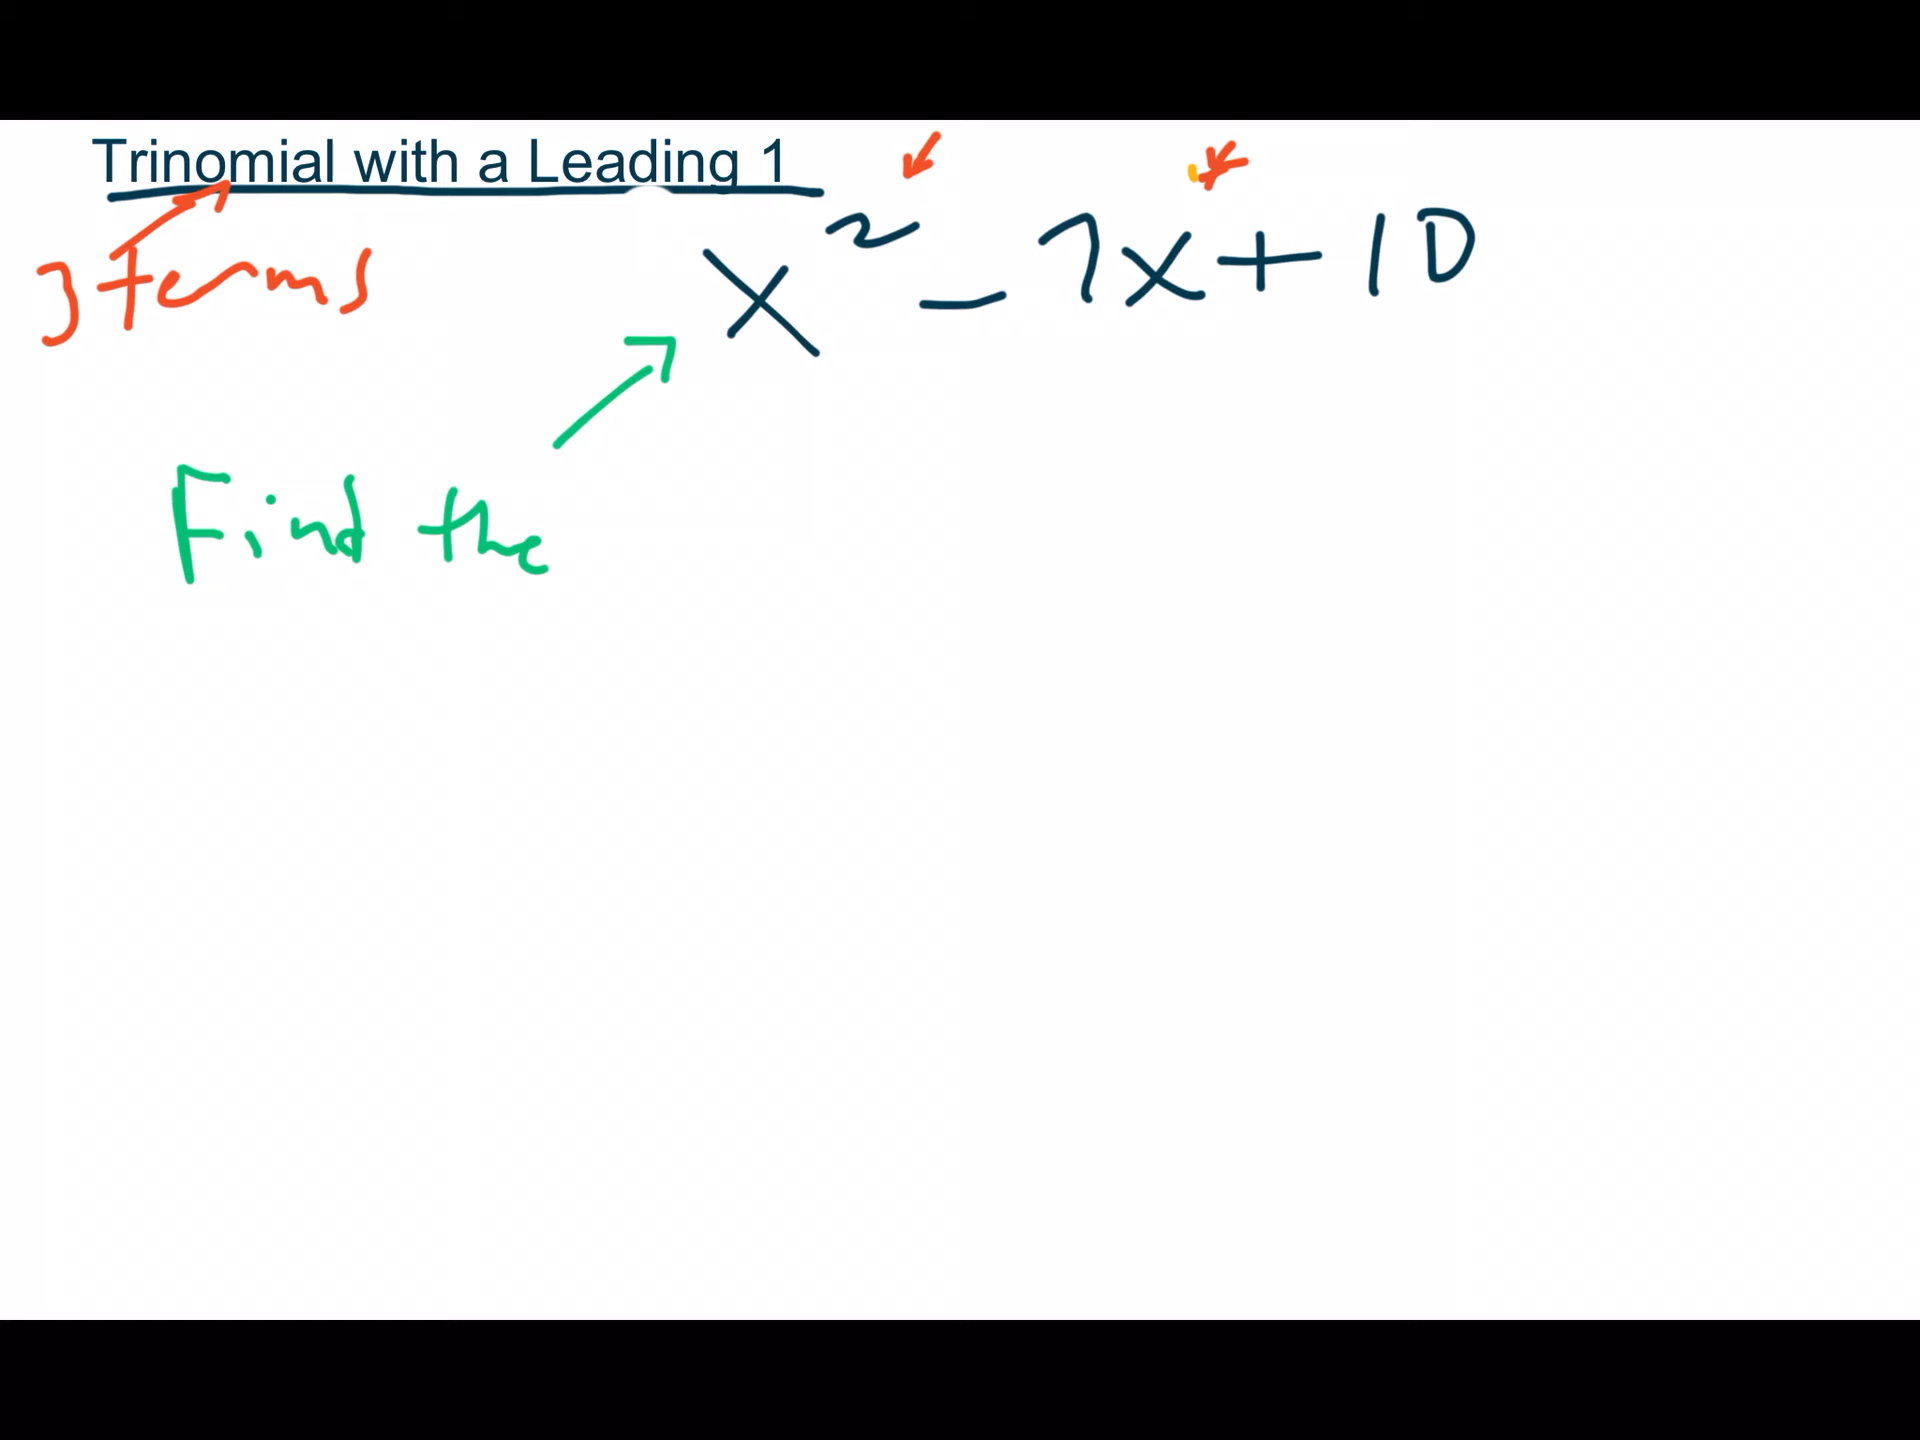 Trinomial with a Leading 1
3 terms
x² - 7x + 10
Find the